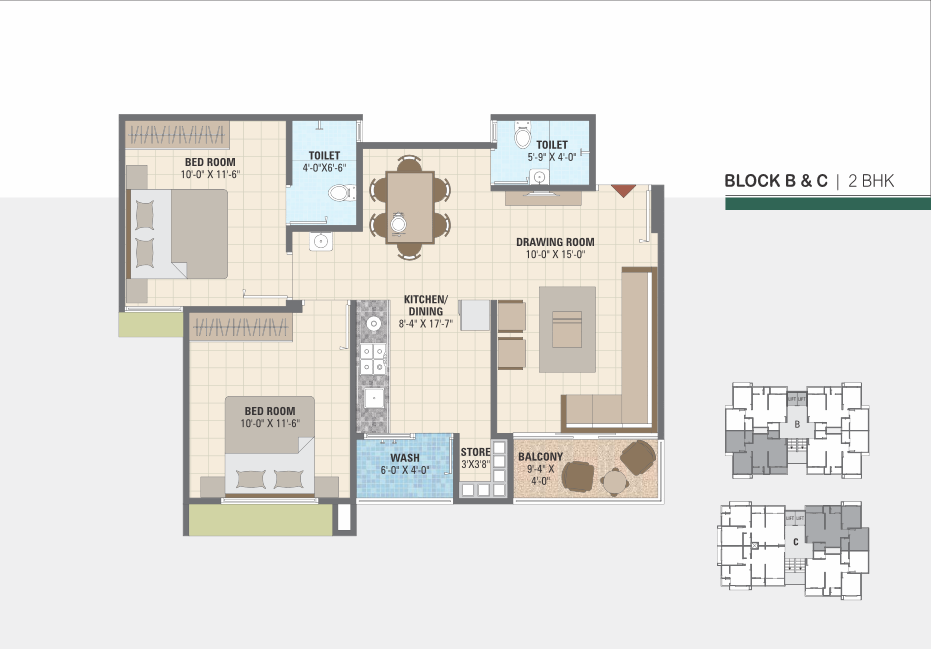 BED ROOM
10'-0" X 11'-6"
TOILET
4'-0"X6'-6"
TOILET
5'-9" X 4'-0"
BLOCK B & C | 2 BHK
DRAWING ROOM
10'-0" X 15'-0"
KITCHEN/
DINING
8'-4" X 17'-7"
BED ROOM
10'-0" X 11'-6"
WASH
6'-0" X 4'-0"
STORE
3'X3'8"
BALCONY
9'-4" X
4'-0"
LIFT LIFT
B
LIFT LIFT
C